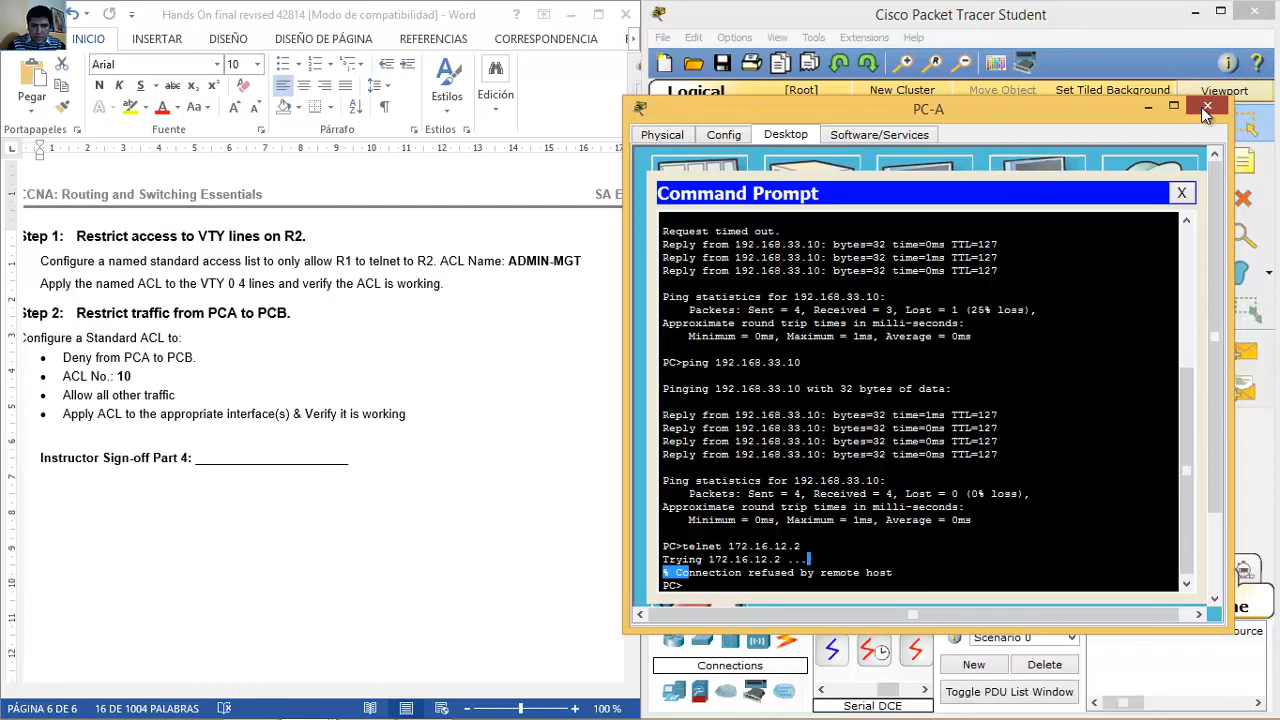 Hands On final revised 42814 [Modo de compatibilidad] - Word
INICIO
INSERTAR
DISEÑO
DISEÑO DE PÁGINA
REFERENCIAS
CORRESPONDENCIA
Arial
10
N K S abc
Pegar
Estilos
Edición
Portapapeles
Fuente
Párrafo
Estilos
CCNA: Routing and Switching Essentials
SA E
Step 1: Restrict access to VTY lines on R2.
Configure a named standard access list to only allow R1 to telnet to R2. ACL Name: ADMIN-MGT
Apply the named ACL to the VTY 0 4 lines and verify the ACL is working.
Step 2: Restrict traffic from PCA to PCB.
Configure a Standard ACL to:
• Deny from PCA to PCB.
• ACL No.: 10
• Allow all other traffic
• Apply ACL to the appropriate interface(s) & Verify it is working
Instructor Sign-off Part 4: ____________________
PÁGINA 6 DE 6
16 DE 1004 PALABRAS
100 %
Cisco Packet Tracer Student
File Edit Options View Tools Extensions Help
Logical
[Root]
New Cluster
Move Object
Set Tiled Background
Viewport
PC-A
Physical
Config
Desktop
Software/Services
Command Prompt
X
Request timed out.
Reply from 192.168.33.10: bytes=32 time=0ms TTL=127
Reply from 192.168.33.10: bytes=32 time=1ms TTL=127
Reply from 192.168.33.10: bytes=32 time=0ms TTL=127
Ping statistics for 192.168.33.10:
Packets: Sent = 4, Received = 3, Lost = 1 (25% loss),
Approximate round trip times in milli-seconds:
Minimum = 0ms, Maximum = 1ms, Average = 0ms
PC>ping 192.168.33.10
Pinging 192.168.33.10 with 32 bytes of data:
Reply from 192.168.33.10: bytes=32 time=1ms TTL=127
Reply from 192.168.33.10: bytes=32 time=0ms TTL=127
Reply from 192.168.33.10: bytes=32 time=0ms TTL=127
Reply from 192.168.33.10: bytes=32 time=0ms TTL=127
Ping statistics for 192.168.33.10:
Packets: Sent = 4, Received = 4, Lost = 0 (0% loss),
Approximate round trip times in milli-seconds:
Minimum = 0ms, Maximum = 1ms, Average = 0ms
PC>telnet 172.16.12.2
Trying 172.16.12.2 ...
% Connection refused by remote host
PC>
Connections
Scenario 0
New
Delete
Toggle PDU List Window
Serial DCE
ource